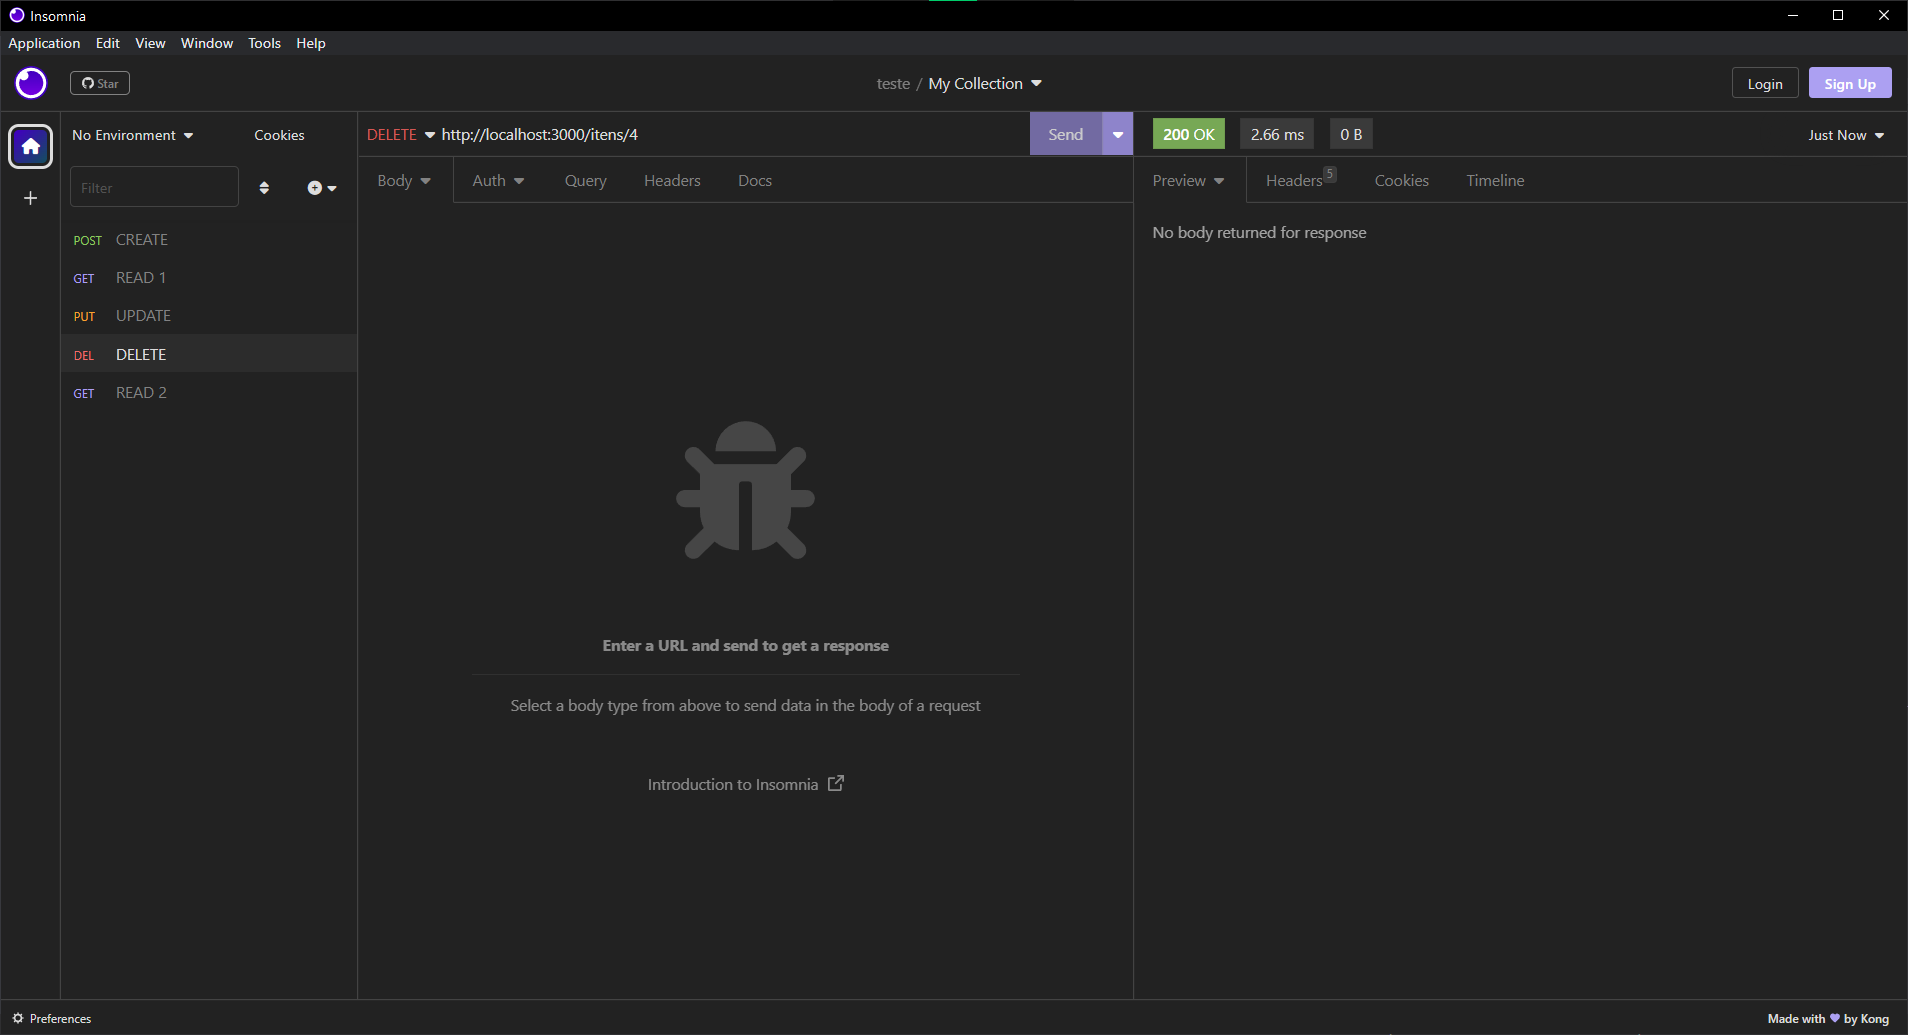 Insomnia
Application Edit View Window Tools Help
Star
teste / My Collection
Login Sign Up
No Environment Cookies
DELETE http://localhost:3000/itens/4 Send
200 OK 2.66 ms 0 B Just Now
Filter
Body Auth Query Headers Docs
Preview Headers 5 Cookies Timeline
POST CREATE
GET READ 1
PUT UPDATE
DEL DELETE
GET READ 2
No body returned for response
Enter a URL and send to get a response
Select a body type from above to send data in the body of a request
Introduction to Insomnia
Preferences
Made with by Kong